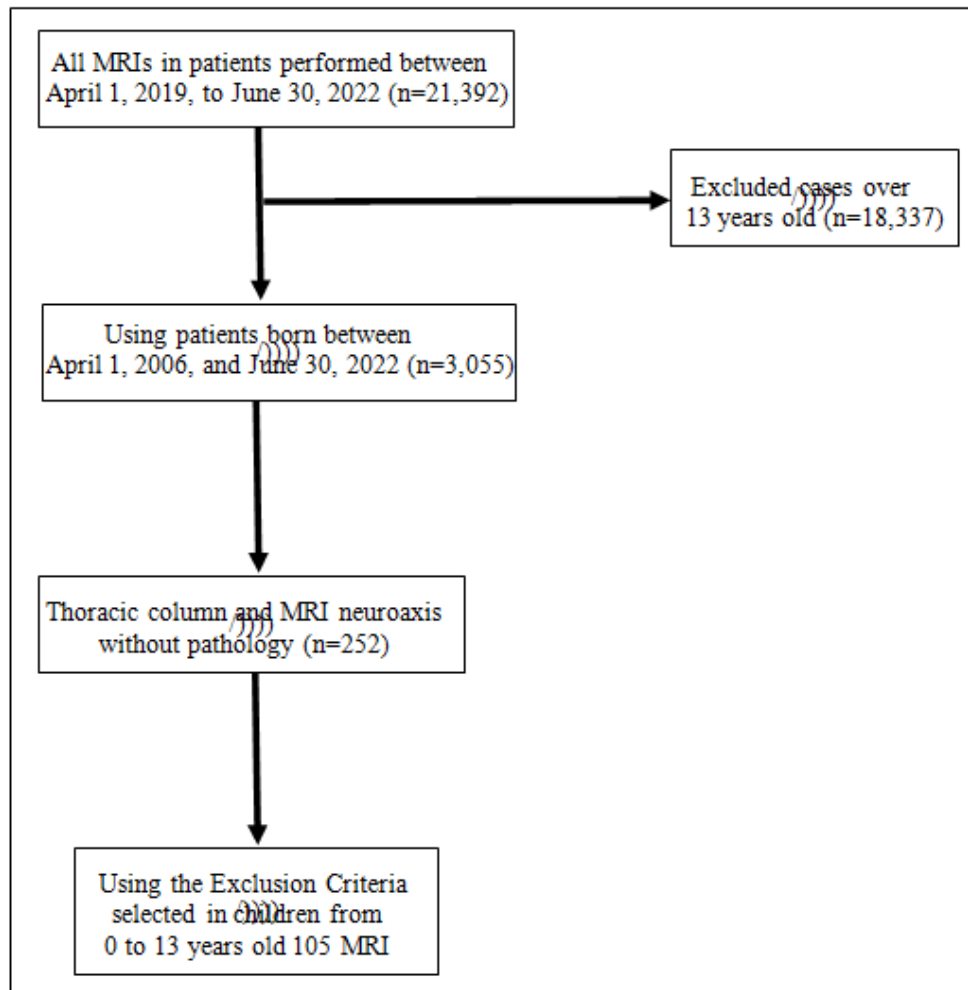 All MRIs in patients performed between
April 1, 2019, to June 30, 2022 (n=21,392)
Excluded cases over
13 years old (n=18,337)
Using patients born between
April 1, 2006, and June 30, 2022 (n=3,055)
Thoracic column and MRI neuroaxis
without pathology (n=252)
Using the Exclusion Criteria
selected in children from
0 to 13 years old 105 MRI